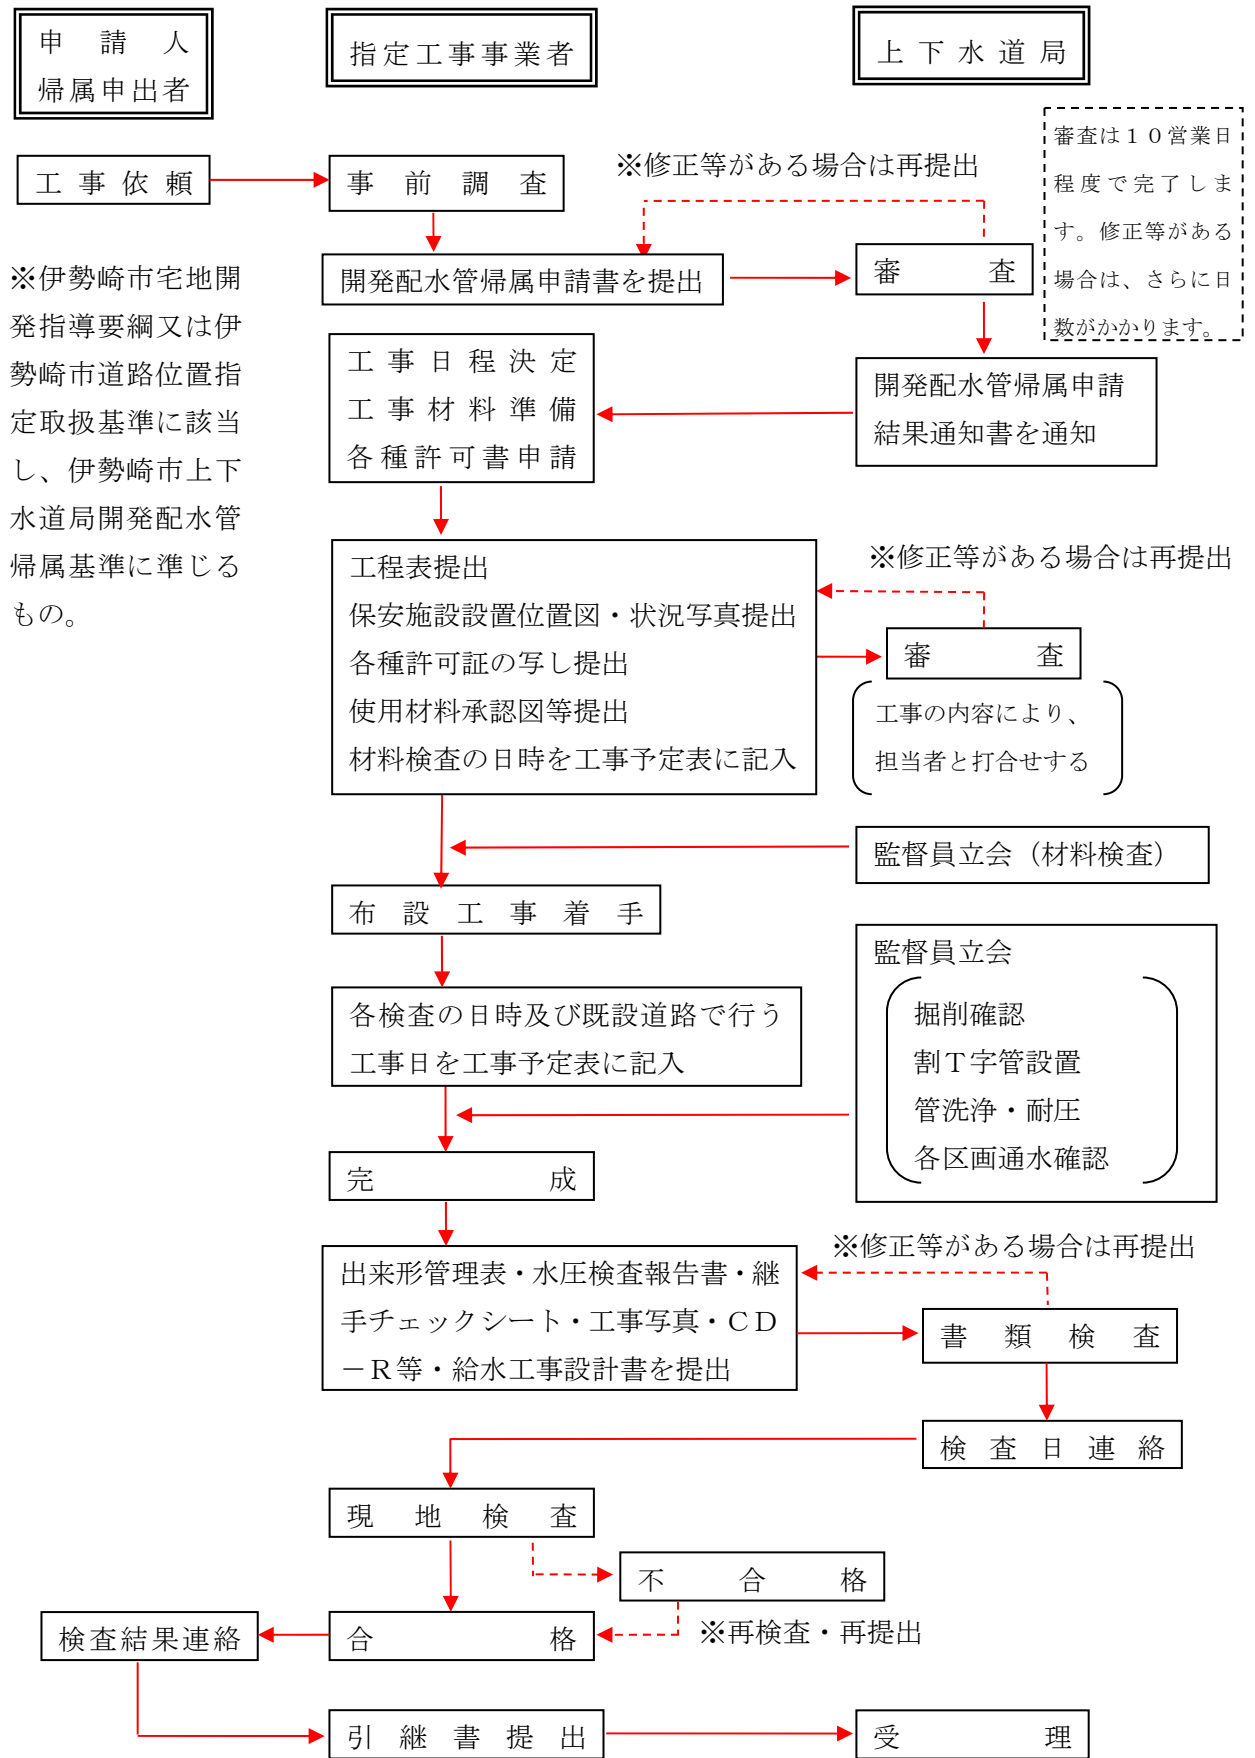 申請人
帰属申出者
指定工事事業者
上下水道局
審査は１０営業日
程度で完了しま
す。修正等がある
場合は、さらに日
数がかかります。
工事依頼
事前調査
※修正等がある場合は再提出
開発配水管帰属申請書を提出
審査
※伊勢崎市宅地開
発指導要綱又は伊
勢崎市道路位置指
定取扱基準に該当
し、伊勢崎市上下
水道局開発配水管
帰属基準に準じる
もの。
開発配水管帰属申請
結果通知書を通知
工事日程決定
工事材料準備
各種許可書申請
工程表提出
保安施設設置位置図・状況写真提出
各種許可証の写し提出
使用材料承認図等提出
材料検査の日時を工事予定表に記入
※修正等がある場合は再提出
審査
工事の内容により、
担当者と打合せする
監督員立会（材料検査）
布設工事着手
監督員立会
掘削確認
割Ｔ字管設置
管洗浄・耐圧
各区画通水確認
各検査の日時及び既設道路で行う
工事日を工事予定表に記入
完成
※修正等がある場合は再提出
出来形管理表・水圧検査報告書・継
手チェックシート・工事写真・ＣＤ
－Ｒ等・給水工事設計書を提出
書類検査
検査日連絡
現地検査
不合格
※再検査・再提出
合格
検査結果連絡
引継書提出
受理